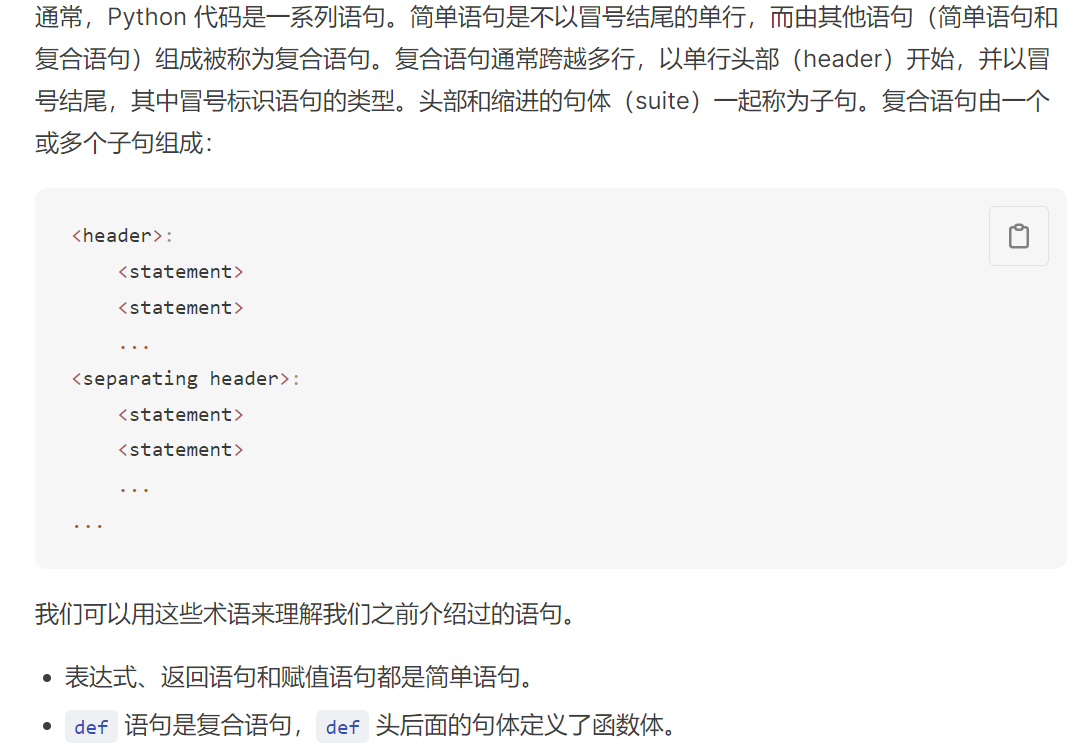 通常，Python 代码是一系列语句。简单语句是不以冒号结尾的单行，而由其他语句（简单语句和
复合语句）组成被称为复合语句。复合语句通常跨越多行，以单行头部（header）开始，并以冒
号结尾，其中冒号标识语句的类型。头部和缩进的句体（suite）一起称为子句。复合语句由一个
或多个子句组成：
<header>:
    <statement>
    <statement>
    ...
<separating header>:
    <statement>
    <statement>
    ...
...
我们可以用这些术语来理解我们之前介绍过的语句。
• 表达式、返回语句和赋值语句都是简单语句。
• def 语句是复合语句，def 头后面的句体定义了函数体。